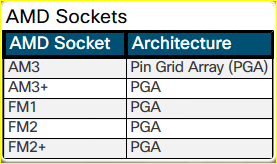 AMD Sockets
AMD Socket Architecture
AM3 Pin Grid Array (PGA)
AM3+ PGA
FM1 PGA
FM2 PGA
FM2+ PGA